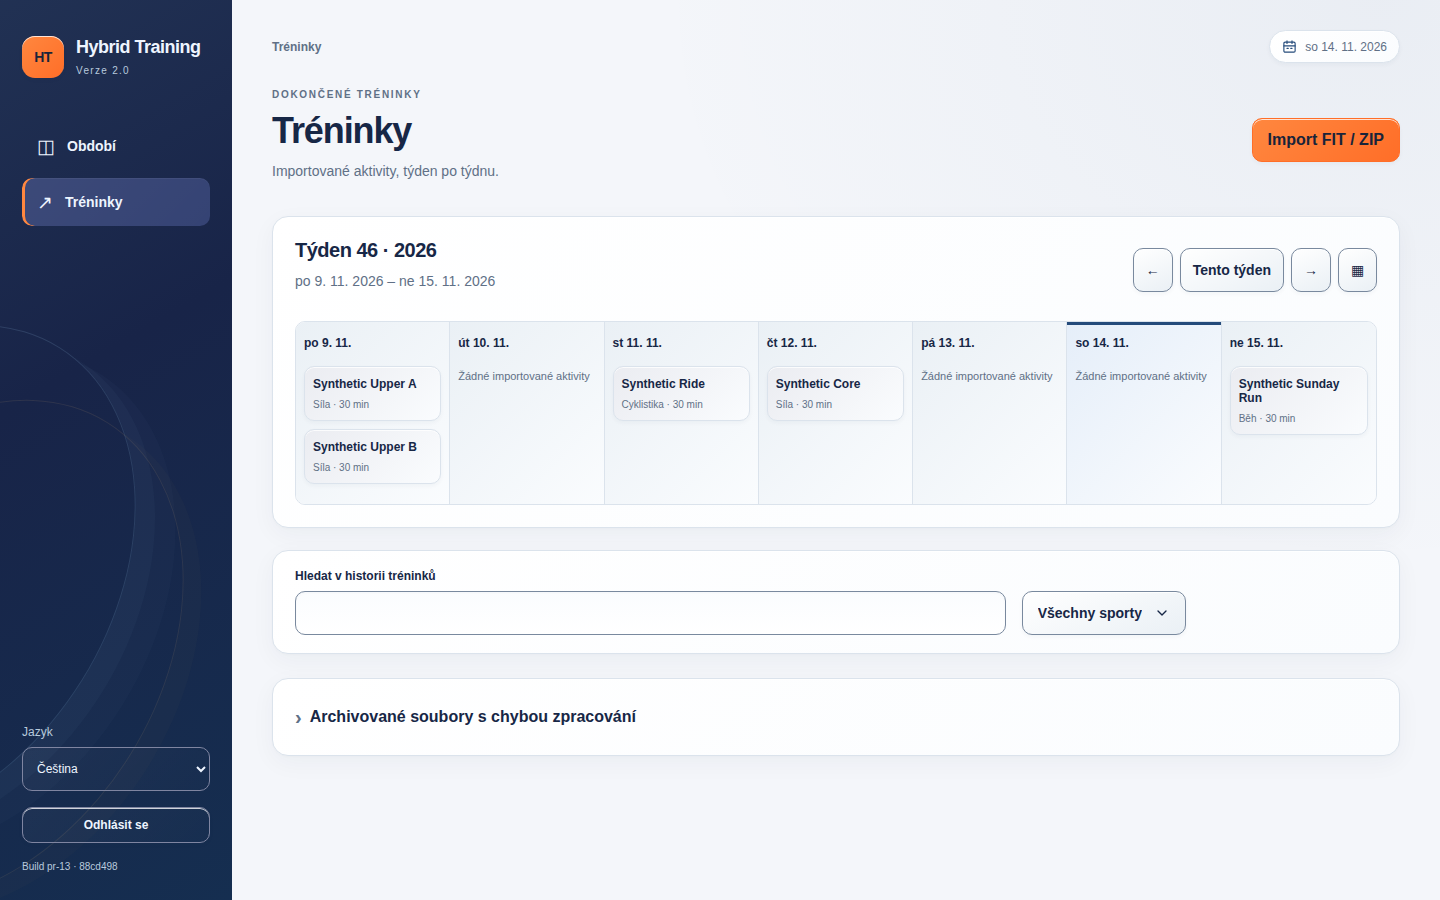 HT
Hybrid Training
Verze 2.0
Období
Tréninky
Jazyk
Čeština
Odhlásit se
Build pr-13 · 88cd498
Tréninky
so 14. 11. 2026
DOKONČENÉ TRÉNINKY
Tréninky
Importované aktivity, týden po týdnu.
Import FIT / ZIP
Týden 46 · 2026
po 9. 11. 2026 – ne 15. 11. 2026
←
Tento týden
→
po 9. 11.
Synthetic Upper A
Síla · 30 min
Synthetic Upper B
Síla · 30 min
út 10. 11.
Žádné importované aktivity
st 11. 11.
Synthetic Ride
Cyklistika · 30 min
čt 12. 11.
Synthetic Core
Síla · 30 min
pá 13. 11.
Žádné importované aktivity
so 14. 11.
Žádné importované aktivity
ne 15. 11.
Synthetic Sunday
Run
Běh · 30 min
Hledat v historii tréninků
Všechny sporty
› Archivované soubory s chybou zpracování